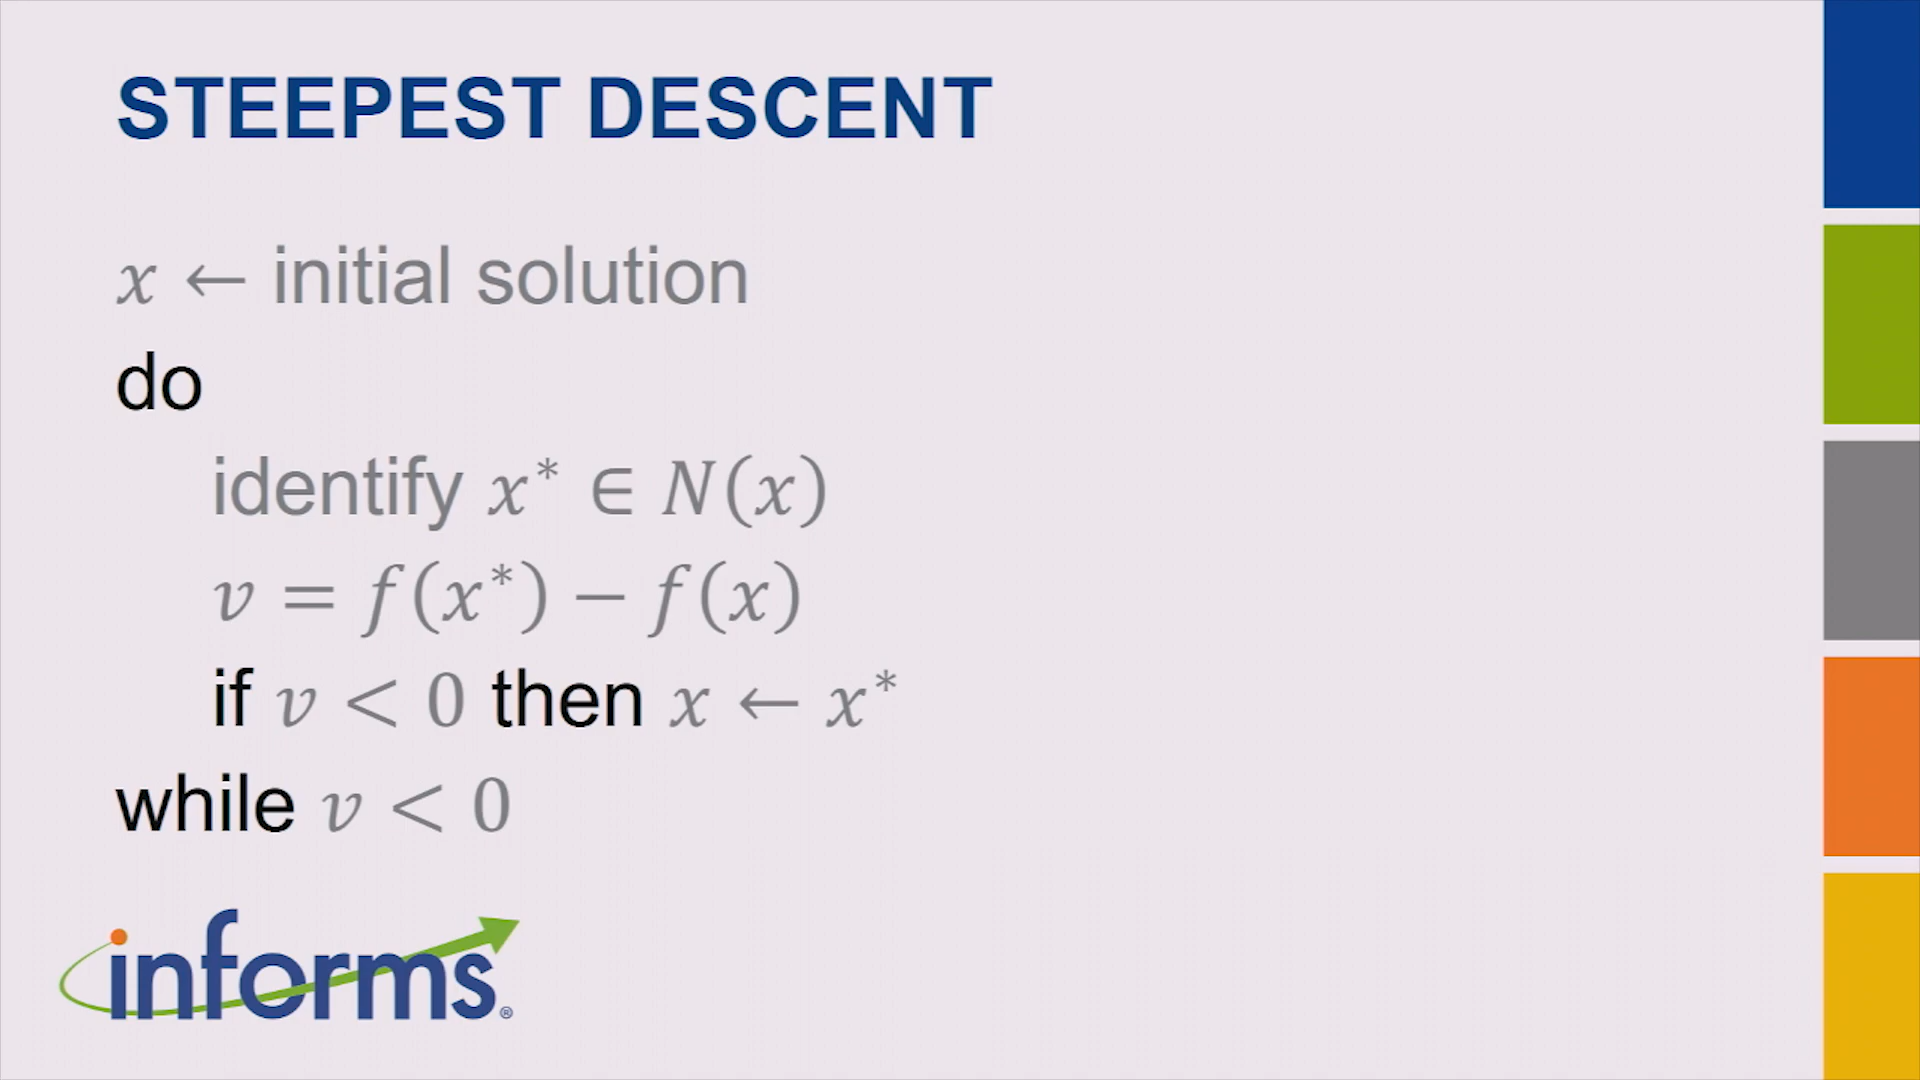 STEEPEST DESCENT
x ← initial solution
do
identify x* ∈ N(x)
v = f(x*) − f(x)
if v < 0 then x ← x*
while v < 0
informs®